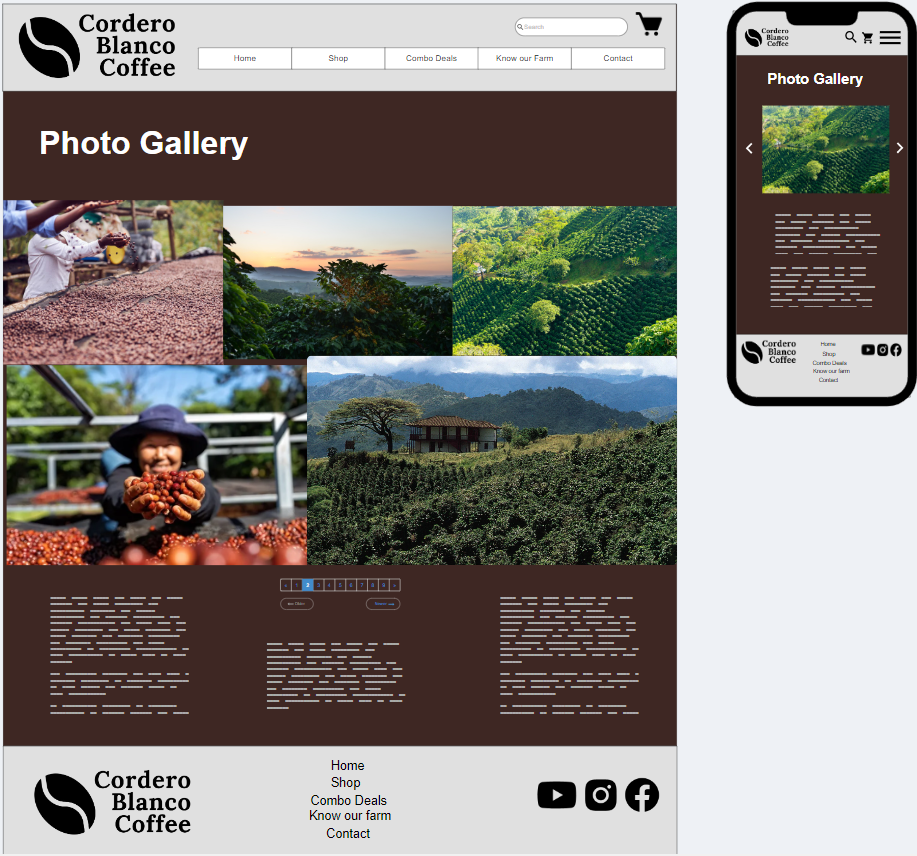 Cordero
Blanco
Coffee
Search
Home Shop Combo Deals Know our Farm Contact
Photo Gallery
1 2 3 4 5 6 7 8 9
Home
Shop
Combo Deals
Know our farm
Contact
Cordero
Blanco
Coffee
Cordero
Blanco
Coffee
Photo Gallery
Cordero
Blanco
Coffee
Home
Shop
Combo Deals
Know our farm
Contact